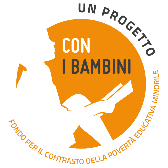 UN PROGETTO
CON
I BAMBINI
FONDO PER IL CONTRASTO DELLA POVERTÀ EDUCATIVA MINORILE